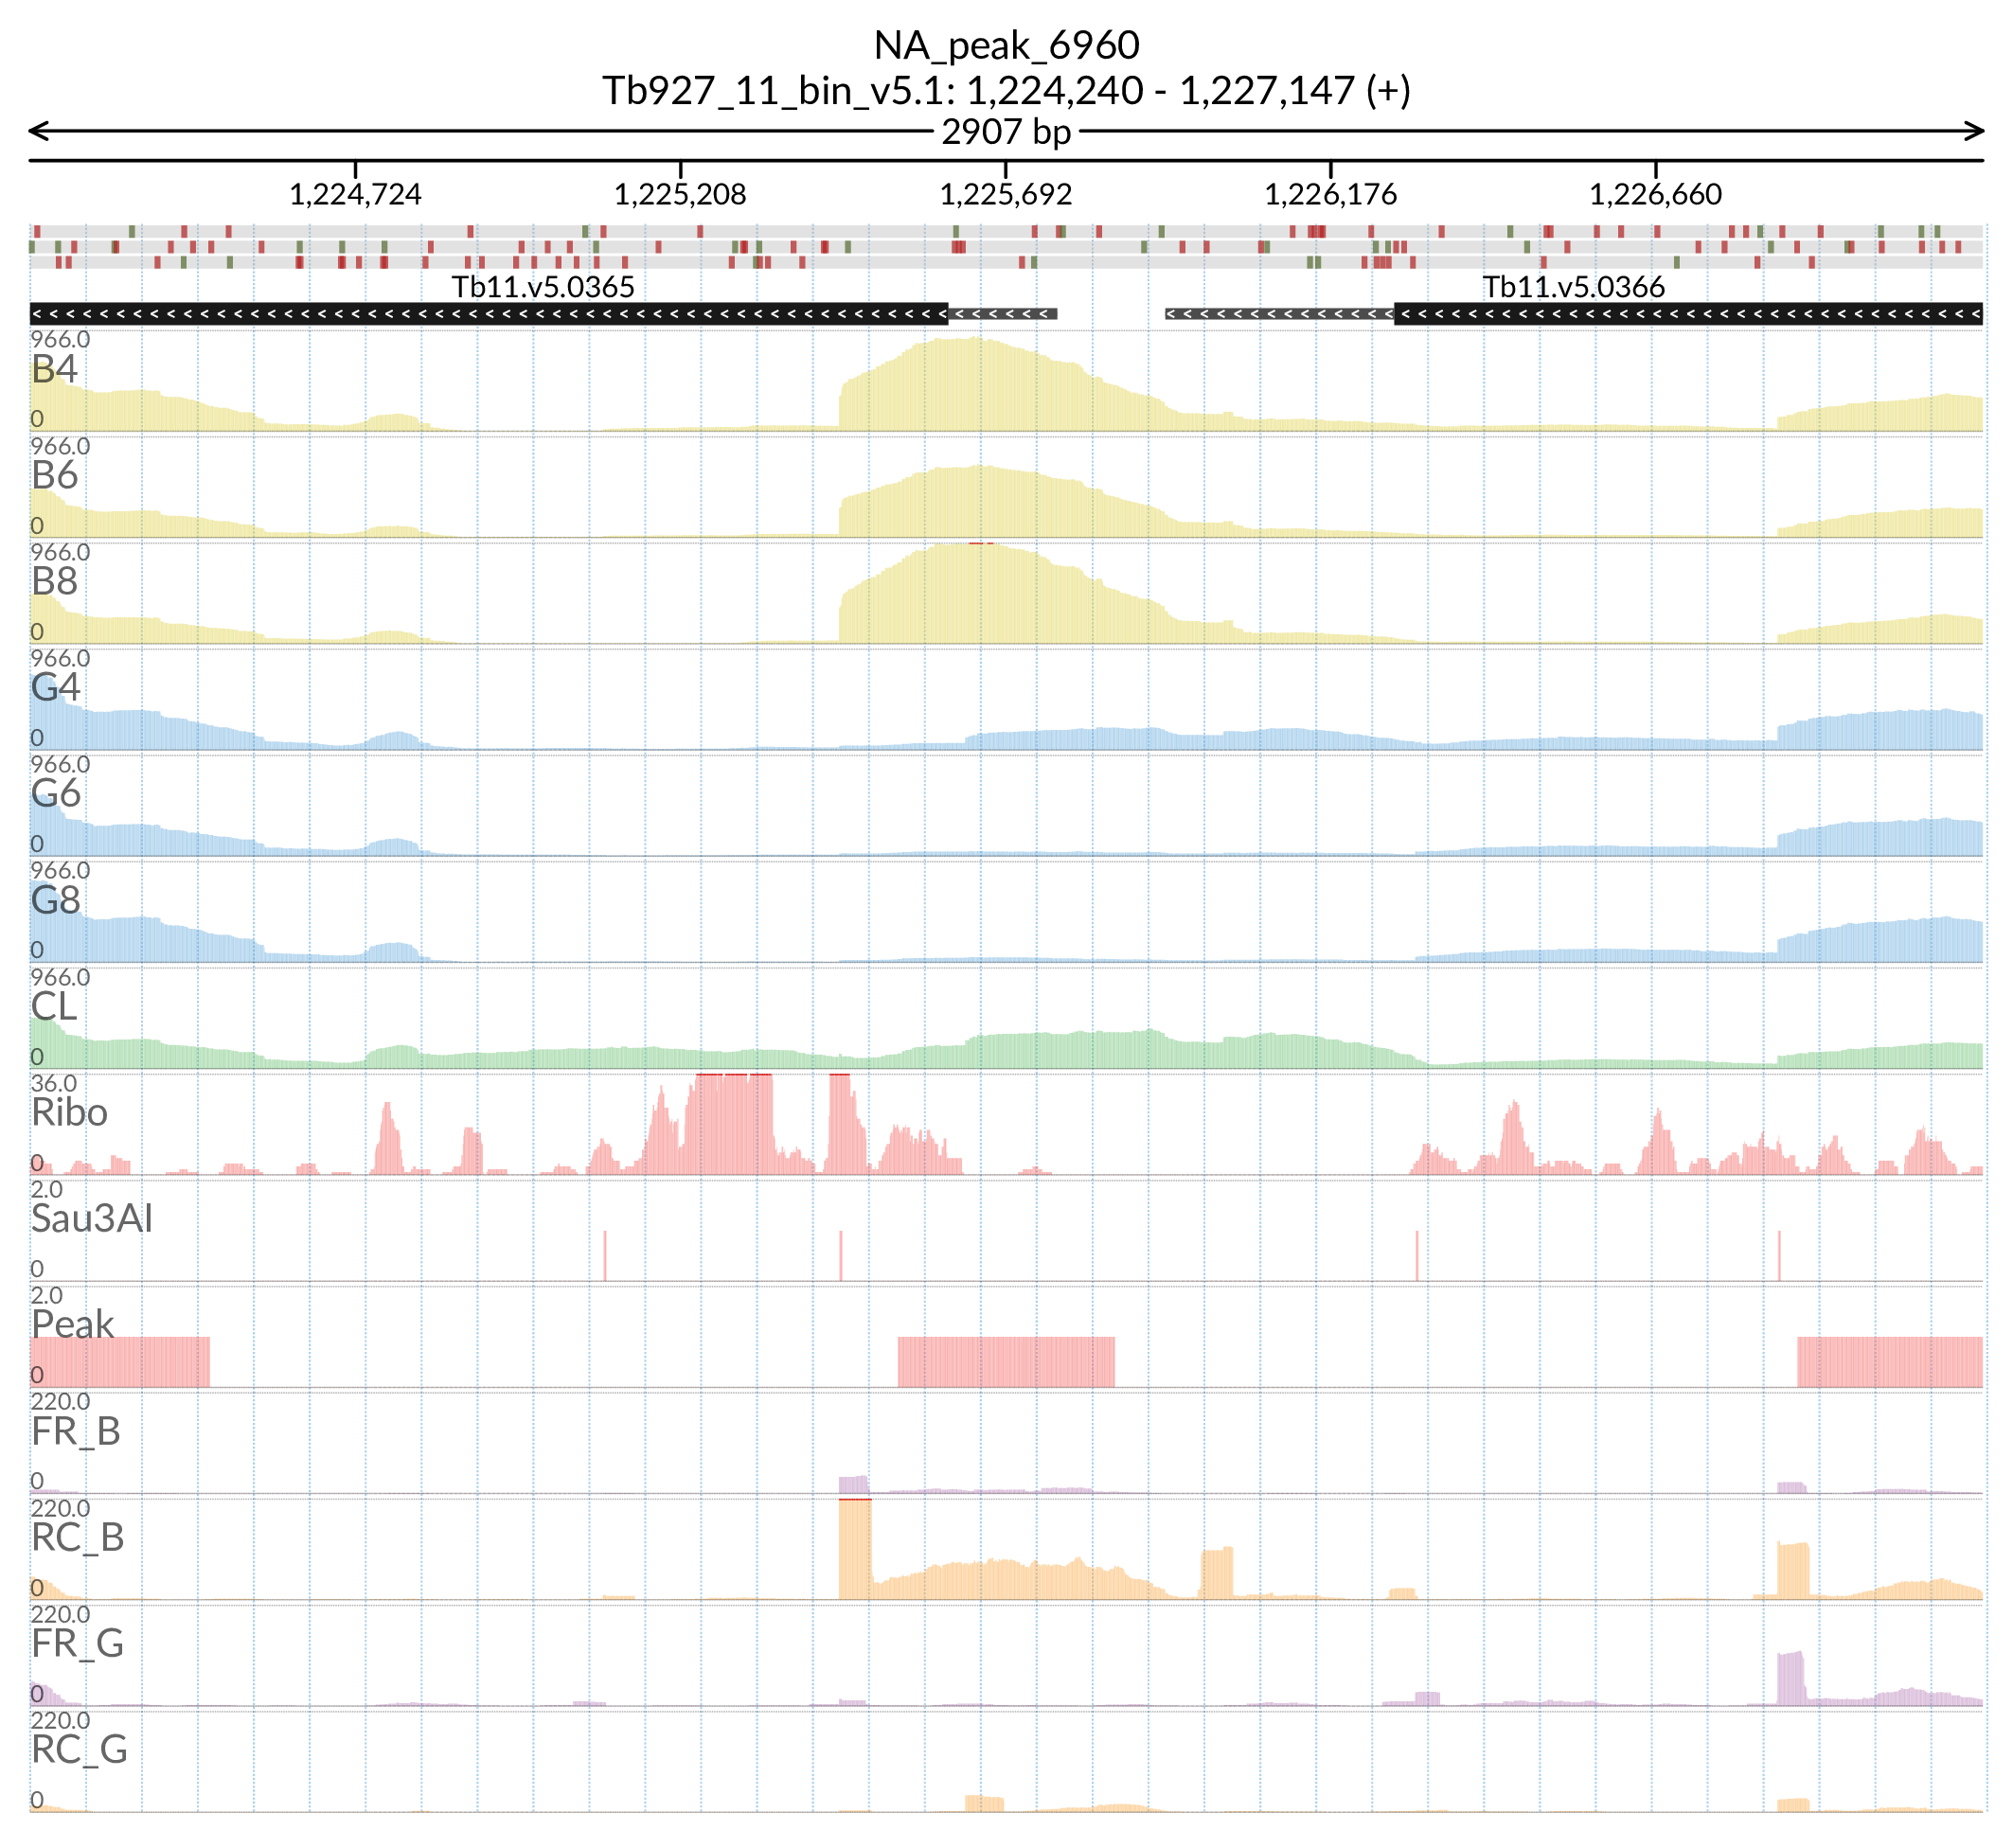 NA_peak_6960
Tb927_11_bin_v5.1: 1,224,240 - 1,227,147 (+)
2907 bp
1,224,724 1,225,208 1,225,692 1,226,176 1,226,660
Tb11.v5.0365 Tb11.v5.0366
966.0
B4
0
966.0
B6
0
966.0
B8
0
966.0
G4
0
966.0
G6
0
966.0
G8
0
966.0
CL
0
36.0
Ribo
0
2.0
Sau3AI
0
2.0
Peak
0
220.0
FR_B
0
220.0
RC_B
0
220.0
FR_G
0
220.0
RC_G
0